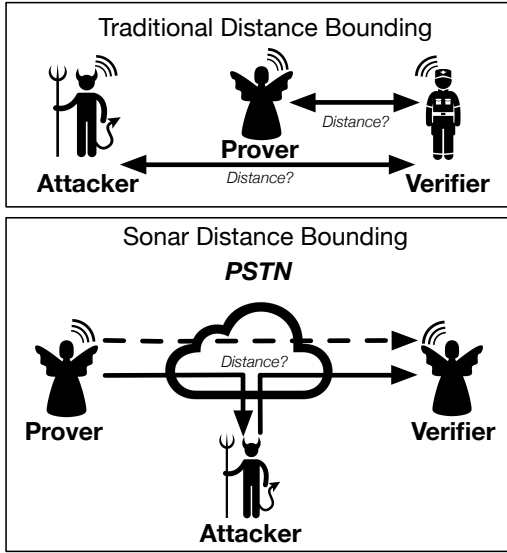 Traditional Distance Bounding
Distance?
Prover
Distance?
Attacker
Verifier
Sonar Distance Bounding
PSTN
Distance?
Prover
Verifier
Attacker